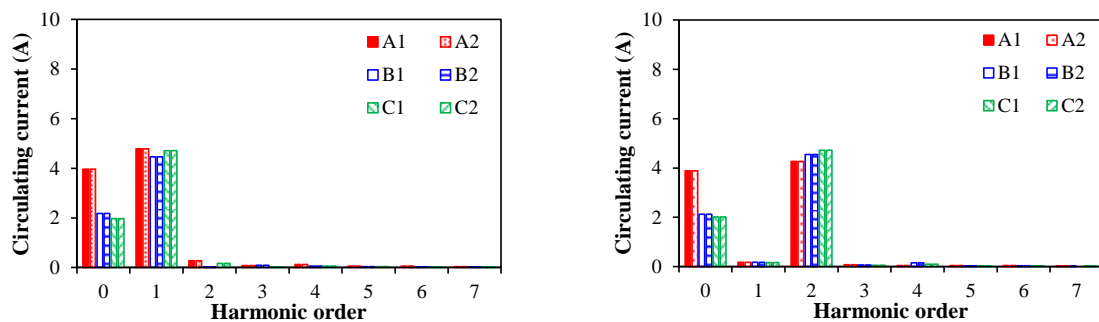 Circulating current (A)
10
8
6
4
2
0
A1 A2
B1 B2
C1 C2
0 1 2 3 4 5 6 7
Harmonic order
Circulating current (A)
10
8
6
4
2
0
A1 A2
B1 B2
C1 C2
0 1 2 3 4 5 6 7
Harmonic order